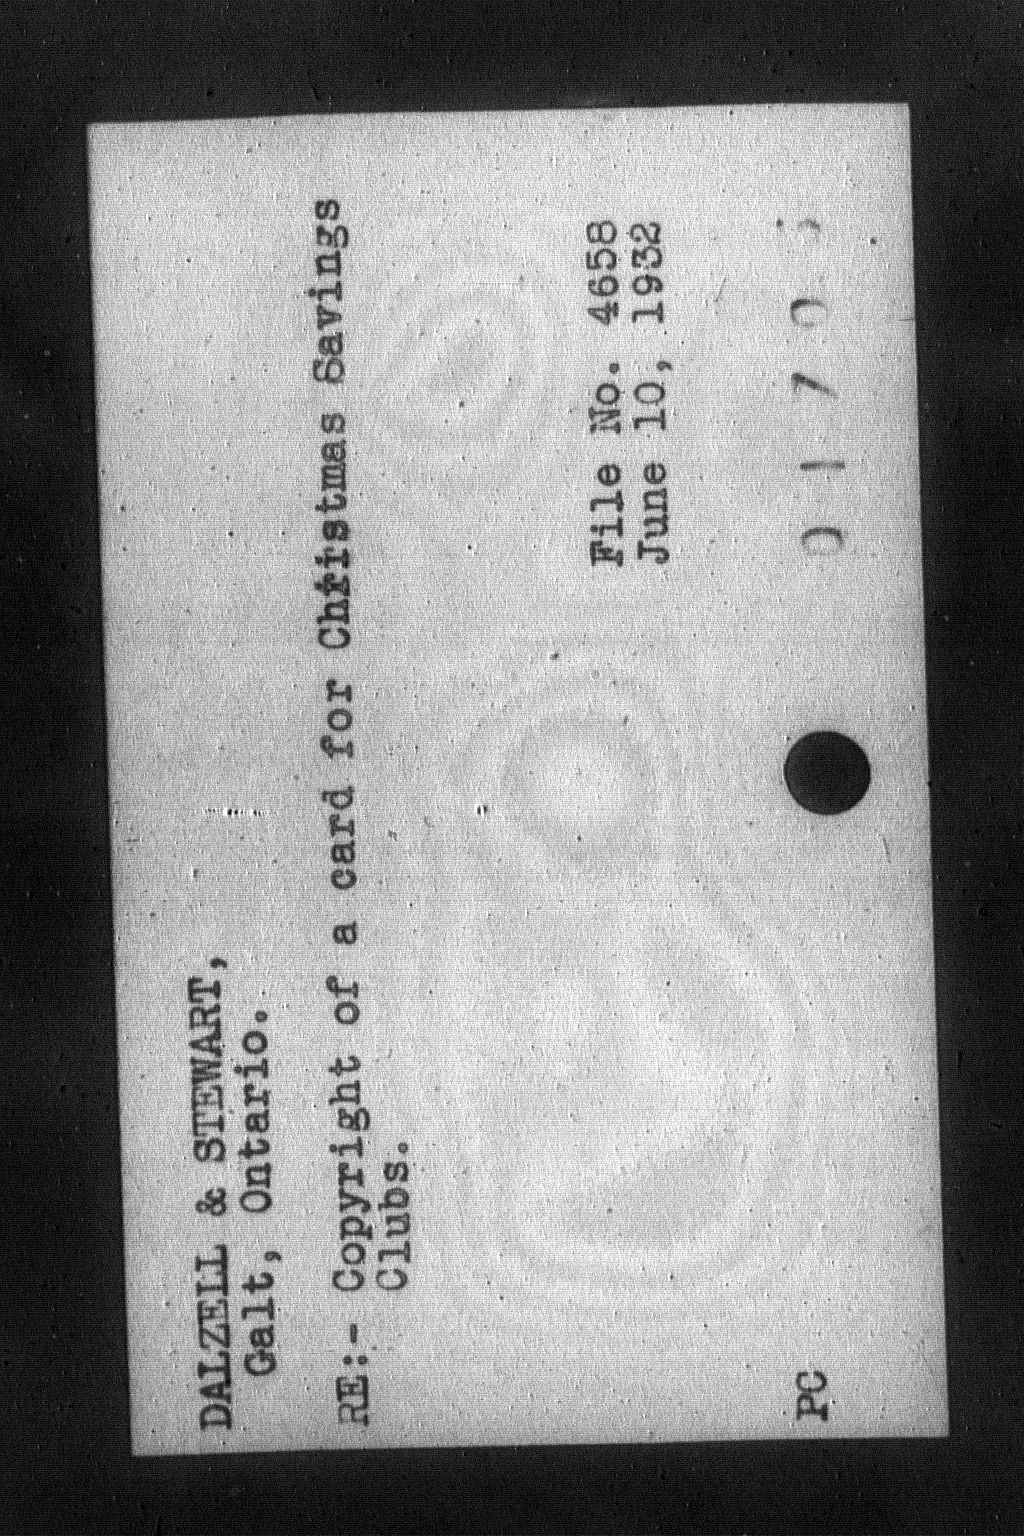 DALZELL & STEWART,
Galt, Ontario.
RE:- Copyright of a card for Christmas Savings
Clubs.
File No. 4658
June 10, 1932
PC